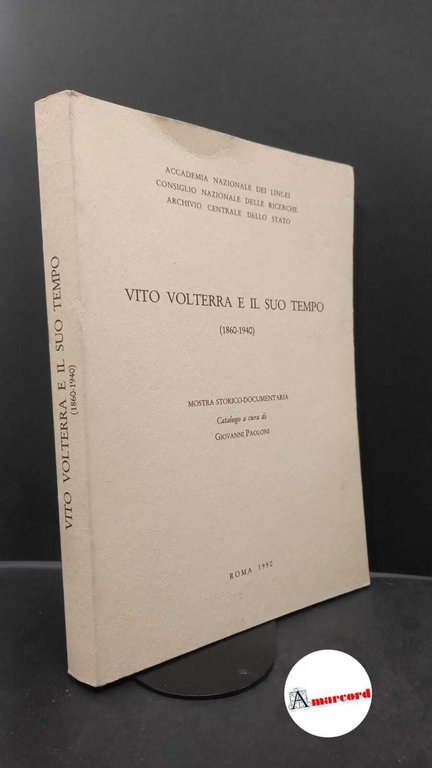 ACCADEMIA NAZIONALE DEI LINCEI
CONSIGLIO NAZIONALE DELLE RICERCHE
ARCHIVIO CENTRALE DELLO STATO
VITO VOLTERRA E IL SUO TEMPO
(1860-1940)
MOSTRA STORICO-DOCUMENTARIA
Catalogo a cura di
GIOVANNI PAOLONI
ROMA 1990
VITO VOLTERRA E IL SUO TEMPO
(1860-1940)
Amarcord